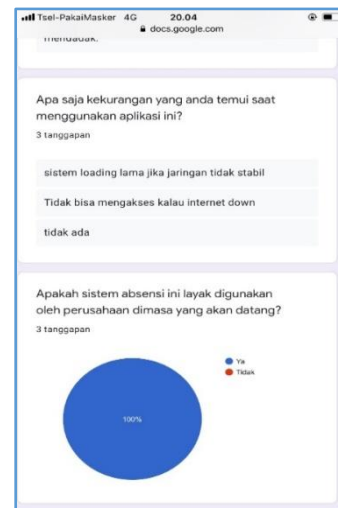 Tsel-PakaiMasker 4G 20.04
docs.google.com
mendadak.
Apa saja kekurangan yang anda temui saat
menggunakan aplikasi ini?
3 tanggapan
sistem loading lama jika jaringan tidak stabil
Tidak bisa mengakses kalau internet down
tidak ada
Apakah sistem absensi ini layak digunakan
oleh perusahaan dimasa yang akan datang?
3 tanggapan
Ya
Tidak
100%